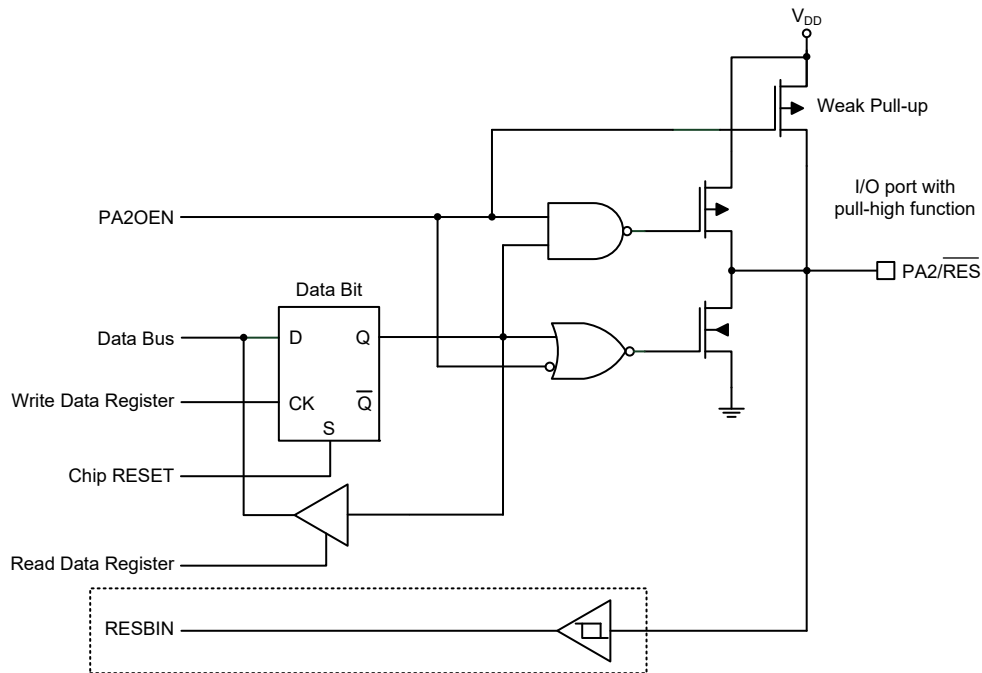 VDD
Weak Pull-up
I/O port with
pull-high function
PA2OEN
PA2/RES
Data Bit
Data Bus
D
Q
Write Data Register
CK
Q
S
Chip RESET
Read Data Register
RESBIN